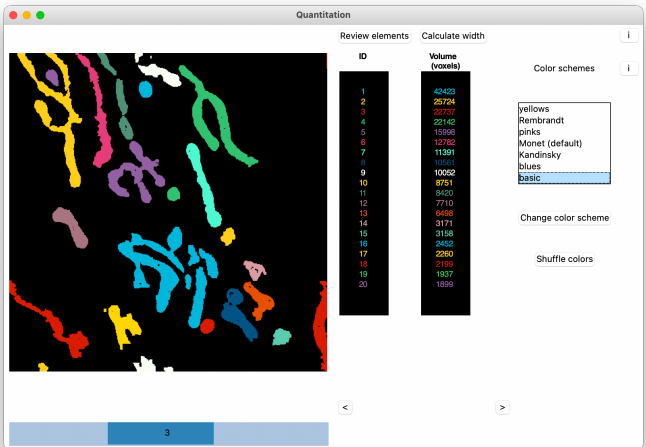 Quantitation
Review elements Calculate width i
ID Volume (voxels) Color schemes i
1 42423
2 25724
3 22737
4 22142
5 15998
6 12782
7 11391
8 10561
9 10052
10 8751
11 8420
12 7710
13 6498
14 3171
15 3158
16 2452
17 2260
18 2199
19 1937
20 1899
yellows
Rembrandt
pinks
Monet (default)
Kandinsky
blues
basic
Change color scheme
Shuffle colors
< >
3